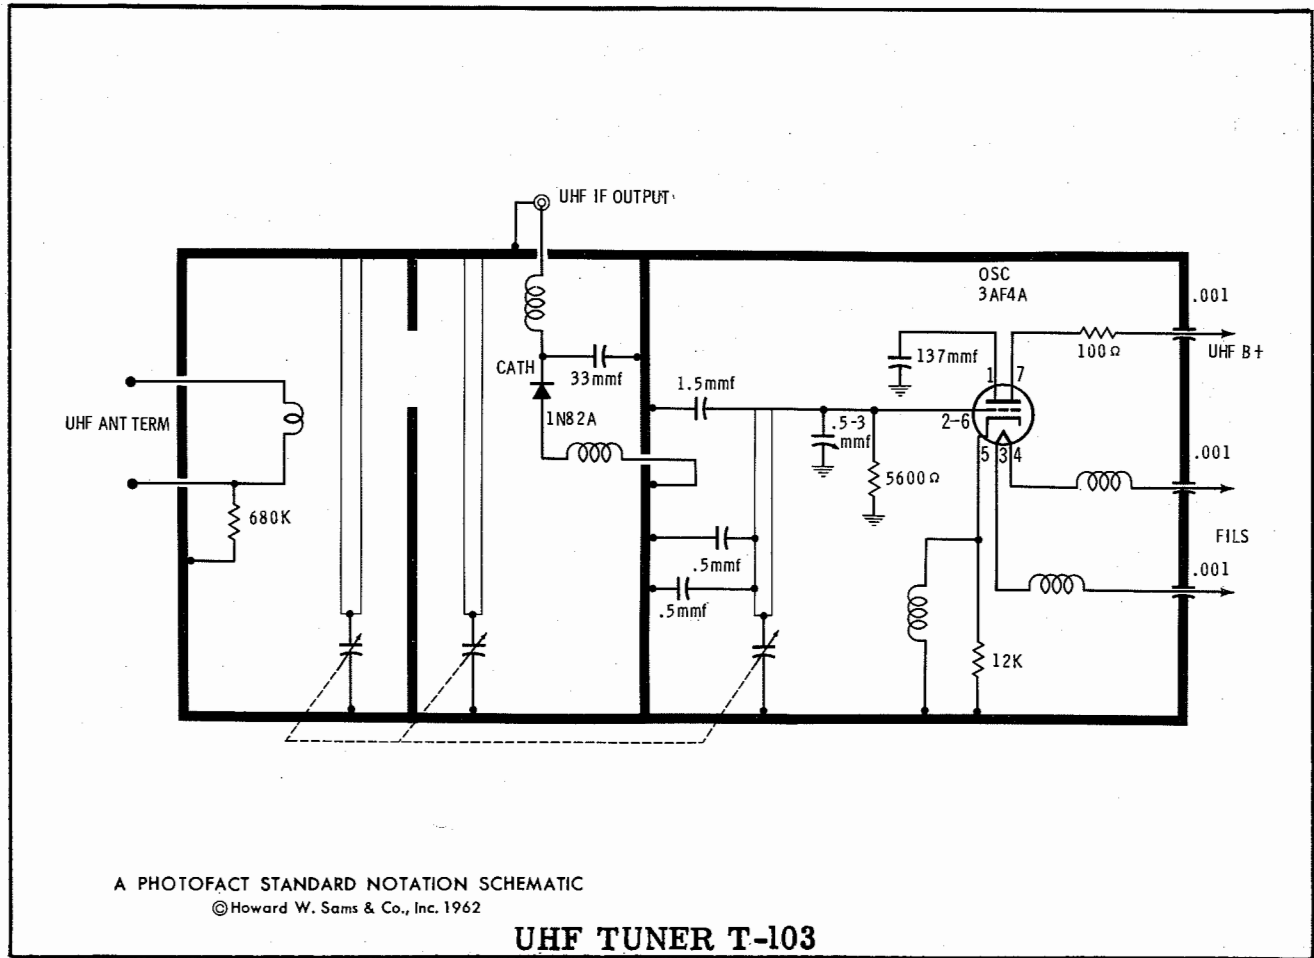 UHF IF OUTPUT
OSC
3AF4A
.001
137mmf
100Ω
UHF B+
1
7
CATH
33mmf
1.5mmf
1N82A
2-6
.5-3
mmf
UHF ANT TERM
5
3
4
.001
5600Ω
680K
FILS
.5mmf
.001
.5mmf
12K
A PHOTOFACT STANDARD NOTATION SCHEMATIC
©Howard W. Sams & Co., Inc. 1962
UHF TUNER T-103